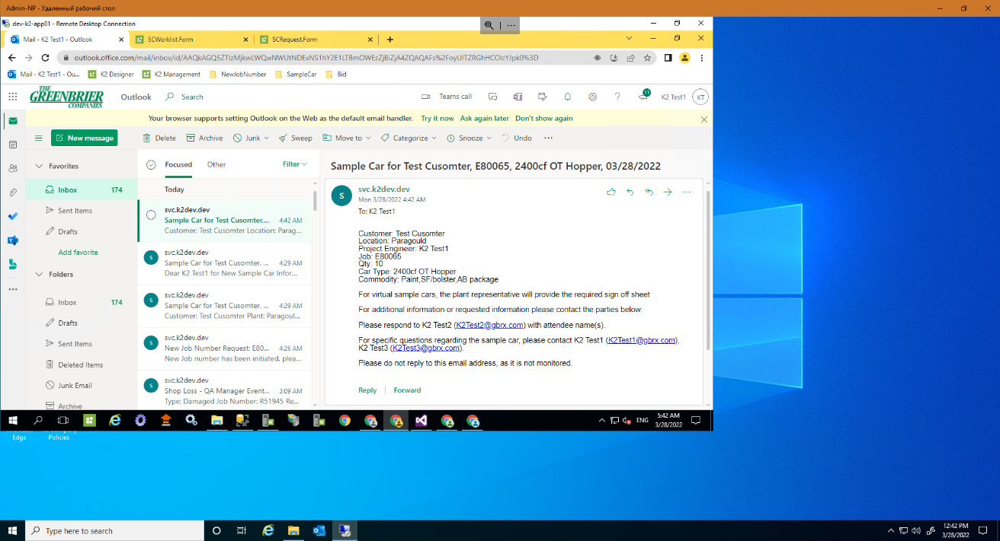 Admin-NP - Удаленный рабочий стол
dev-k2-app01 - Remote Desktop Connection
Mail - K2 Test1 - Outlook
SCWorklist.Form
SCRequest.Form
outlook.office.com/mail/inbox/id/
Mail - K2 Test1 - Ou...
K2 Designer
K2 Management
NewJobNumber
SampleCar
Bid
THE
GREENBRIER
COMPANIES
Outlook
Search
Teams call
11
K2 Test1
KT
Your browser supports setting Outlook on the Web as the default email handler. Try it now Ask again later Don't show again
New message
Delete
Archive
Junk
Sweep
Move to
Categorize
Snooze
Undo
Favorites
Inbox 174
Sent Items
Drafts
Add favorite
Folders
Inbox 174
Drafts
Sent Items
Deleted Items
Junk Email
Archive
Focused
Other
Filter
Today
svc.k2dev.dev
Sample Car for Test Cusomter,... 4:42 AM
Customer: Test Cusomter Location: Parag...
S
svc.k2dev.dev
Sample Car for Test Cusomter, ... 4:29 AM
Dear K2 Test1 for New Sample Car Infor...
S
svc.k2dev.dev
Sample Car for Test Cusomter, ... 4:29 AM
Customer: Test Cusomter Plant: Paragoul...
S
svc.k2dev.dev
New Job Number Request: E80... 4:26 AM
New Job number has been initiated, plea...
S
svc.k2dev.dev
Shop Loss - QA Manager Event... 3:09 AM
Type: Damaged Job Number: R51945 Re...
Sample Car for Test Cusomter, E80065, 2400cf OT Hopper, 03/28/2022
S
svc.k2dev.dev
Mon 3/28/2022 4:42 AM
To: K2 Test1
Customer: Test Cusomter
Location: Paragould
Project Engineer: K2 Test1
Job: E80065
Qty: 10
Car Type: 2400cf OT Hopper
Commodity: Paint,SF/bolster,AB package
For virtual sample cars, the plant representative will provide the required sign off sheet
For additional information or requested information please contact the parties below:
Please respond to K2 Test2 (K2Test2@gbrx.com) with attendee name(s).
For specific questions regarding the sample car, please contact K2 Test1 (K2Test1@gbrx.com),
K2 Test3 (K2Test3@gbrx.com).
Please do not reply to this email address, as it is not monitored.
Reply
Forward
ENG
5:42 AM
3/28/2022
Edge
Policies
Type here to search
12:42 PM
3/28/2022